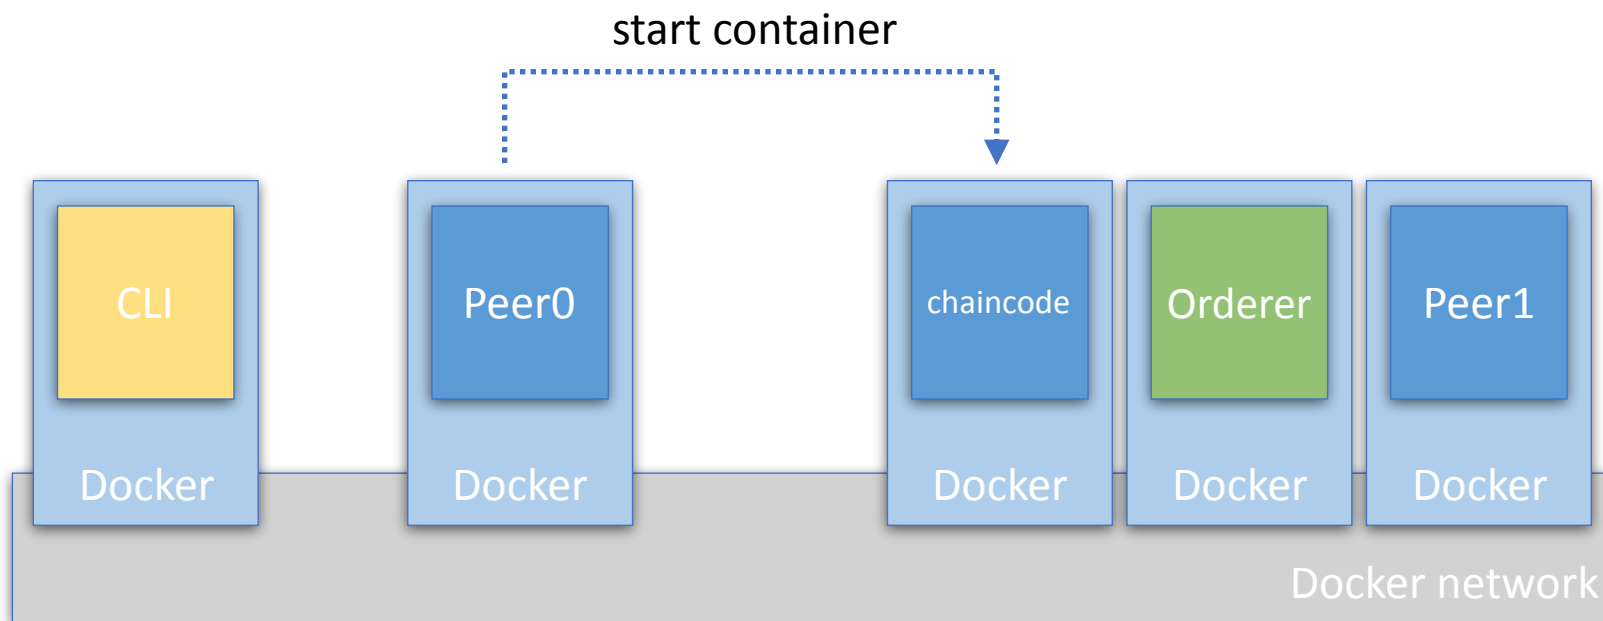 start container
CLI
Peer0
chaincode
Orderer
Peer1
Docker
Docker
Docker
Docker
Docker
Docker network